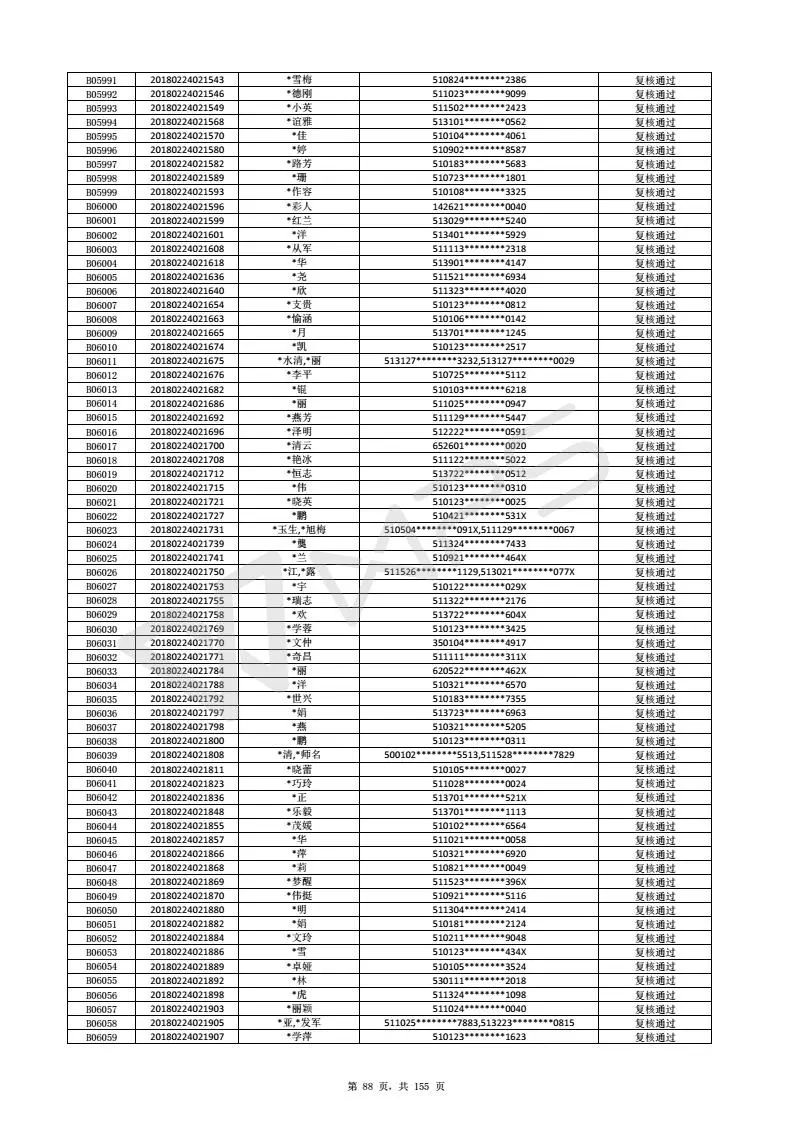 B05991 20180224021543 *雪梅 510824********2386 复核通过
B05992 20180224021546 *德刚 511023********9099 复核通过
B05993 20180224021549 *小英 511502********2423 复核通过
B05994 20180224021568 *谊雅 513101********0562 复核通过
B05995 20180224021570 *佳 510104********4061 复核通过
B05996 20180224021580 *婷 510902********8587 复核通过
B05997 20180224021582 *路芳 510183********5683 复核通过
B05998 20180224021589 *珊 510723********1801 复核通过
B05999 20180224021593 *作容 510108********3325 复核通过
B06000 20180224021596 *彩人 142621********0040 复核通过
B06001 20180224021599 *红兰 513029********5240 复核通过
B06002 20180224021601 *洋 513401********5929 复核通过
B06003 20180224021608 *从军 511113********2318 复核通过
B06004 20180224021618 *华 513901********4147 复核通过
B06005 20180224021636 *尧 511521********6934 复核通过
B06006 20180224021640 *欣 511323********4020 复核通过
B06007 20180224021654 *支贵 510123********0812 复核通过
B06008 20180224021663 *愉涵 510106********0142 复核通过
B06009 20180224021665 *月 513701********1245 复核通过
B06010 20180224021674 *凯 510123********2517 复核通过
B06011 20180224021675 *水清,*丽 513127********3232,513127********0029 复核通过
B06012 20180224021676 *李平 510725********5112 复核通过
B06013 20180224021682 *锟 510103********6218 复核通过
B06014 20180224021686 *丽 511025********0947 复核通过
B06015 20180224021692 *燕芳 511129********5447 复核通过
B06016 20180224021696 *泽明 512222********0591 复核通过
B06017 20180224021700 *清云 652601********0020 复核通过
B06018 20180224021708 *艳冰 511122********5022 复核通过
B06019 20180224021712 *恒志 513722********0512 复核通过
B06020 20180224021715 *伟 510123********0310 复核通过
B06021 20180224021721 *晓英 510123********0025 复核通过
B06022 20180224021727 *鹏 510421********531X 复核通过
B06023 20180224021731 *玉生,*旭梅 510504********091X,511129********0067 复核通过
B06024 20180224021739 *龑 511324********7433 复核通过
B06025 20180224021741 *兰 510921********464X 复核通过
B06026 20180224021750 *江,*露 511526********1129,513021********077X 复核通过
B06027 20180224021753 *宇 510122********029X 复核通过
B06028 20180224021755 *瑞志 511322********2176 复核通过
B06029 20180224021758 *欢 513722********604X 复核通过
B06030 20180224021769 *学蓉 510123********3425 复核通过
B06031 20180224021770 *文仲 350104********4917 复核通过
B06032 20180224021771 *奇昌 511111********311X 复核通过
B06033 20180224021784 *丽 620522********462X 复核通过
B06034 20180224021788 *洋 510321********6570 复核通过
B06035 20180224021792 *世兴 510183********7355 复核通过
B06036 20180224021797 *娟 513723********6963 复核通过
B06037 20180224021798 *燕 510321********5205 复核通过
B06038 20180224021800 *鹏 510123********0311 复核通过
B06039 20180224021808 *清,*师名 500102********5513,511528********7829 复核通过
B06040 20180224021811 *晓蕾 510105********0027 复核通过
B06041 20180224021823 *巧玲 511028********0024 复核通过
B06042 20180224021836 *正 513701********521X 复核通过
B06043 20180224021848 *乐毅 513701********1113 复核通过
B06044 20180224021855 *茂媛 510102********6564 复核通过
B06045 20180224021857 *华 511021********0058 复核通过
B06046 20180224021866 *萍 510321********6920 复核通过
B06047 20180224021868 *莉 510821********0049 复核通过
B06048 20180224021869 *梦醒 511523********396X 复核通过
B06049 20180224021870 *伟挺 510921********5116 复核通过
B06050 20180224021880 *明 511304********2414 复核通过
B06051 20180224021882 *娟 510181********2124 复核通过
B06052 20180224021884 *文玲 510211********9048 复核通过
B06053 20180224021886 *雪 510123********434X 复核通过
B06054 20180224021889 *卓娅 510105********3524 复核通过
B06055 20180224021892 *林 530111********2018 复核通过
B06056 20180224021898 *虎 511324********1098 复核通过
B06057 20180224021903 *丽颖 511024********0040 复核通过
B06058 20180224021905 *亚,*发军 511025********7883,513223********0815 复核通过
B06059 20180224021907 *学萍 510123********1623 复核通过
第 88 页, 共 155 页